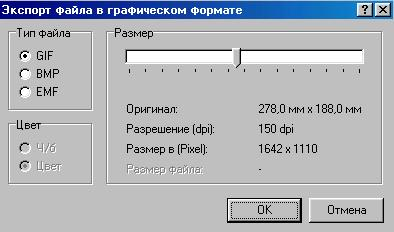 Экспорт файла в графическом формате
Тип файла
GIF
BMP
EMF
Цвет
Ч/б
Цвет
Размер
Оригинал: 278,0 мм x 188,0 мм
Разрешение (dpi): 150 dpi
Размер в (Pixel): 1642 x 1110
Размер файла: -
OK
Отмена